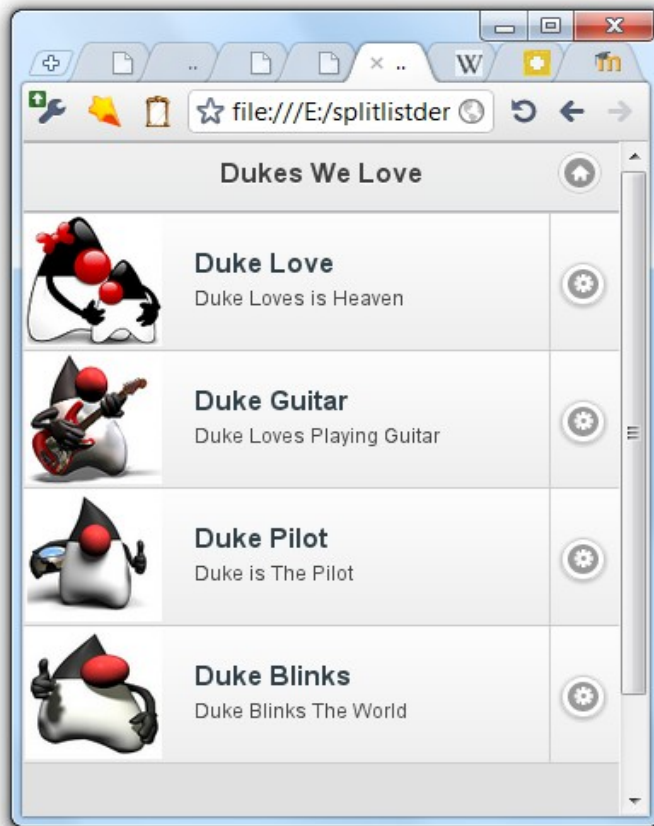 ..
..
W
m
file:///E:/splitlistder
Dukes We Love
Duke Love
Duke Loves is Heaven
Duke Guitar
Duke Loves Playing Guitar
Duke Pilot
Duke is The Pilot
Duke Blinks
Duke Blinks The World